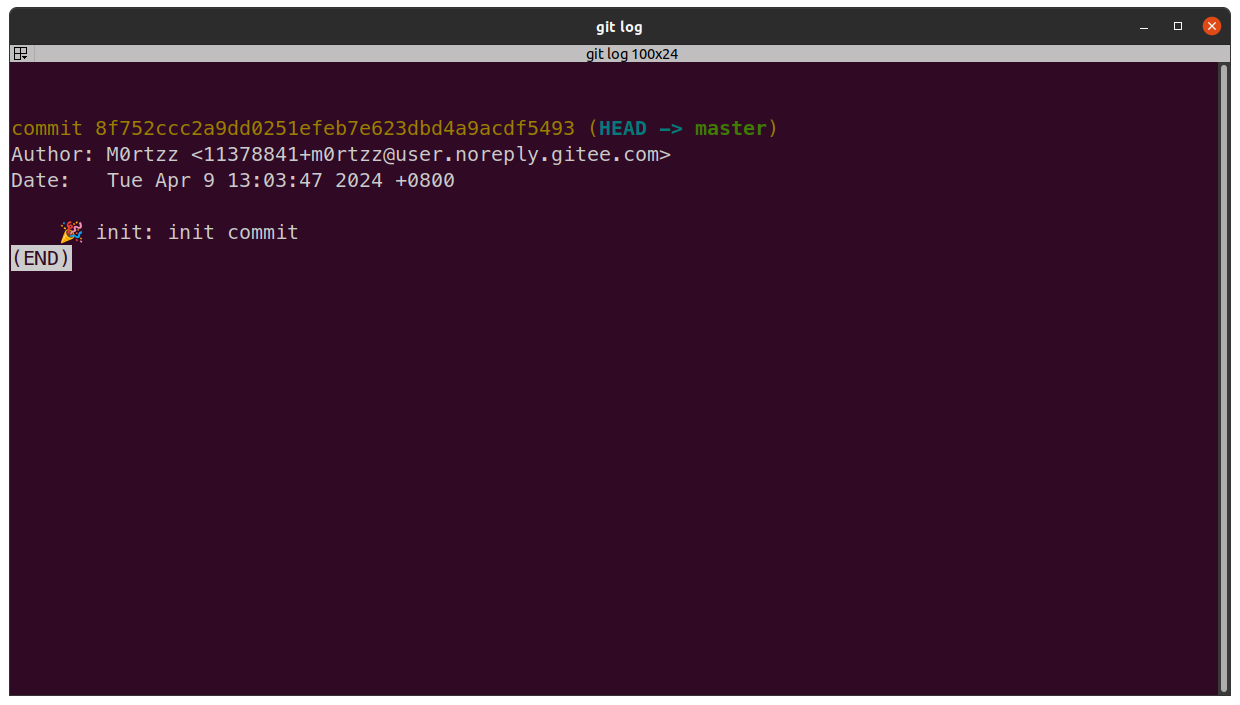 git log
git log 100x24
commit 8f752ccc2a9dd0251efeb7e623dbd4a9acdf5493 (HEAD -> master)
Author: M0rtzz <11378841+m0rtzz@user.noreply.gitee.com>
Date:   Tue Apr 9 13:03:47 2024 +0800
🎉 init: init commit
(END)